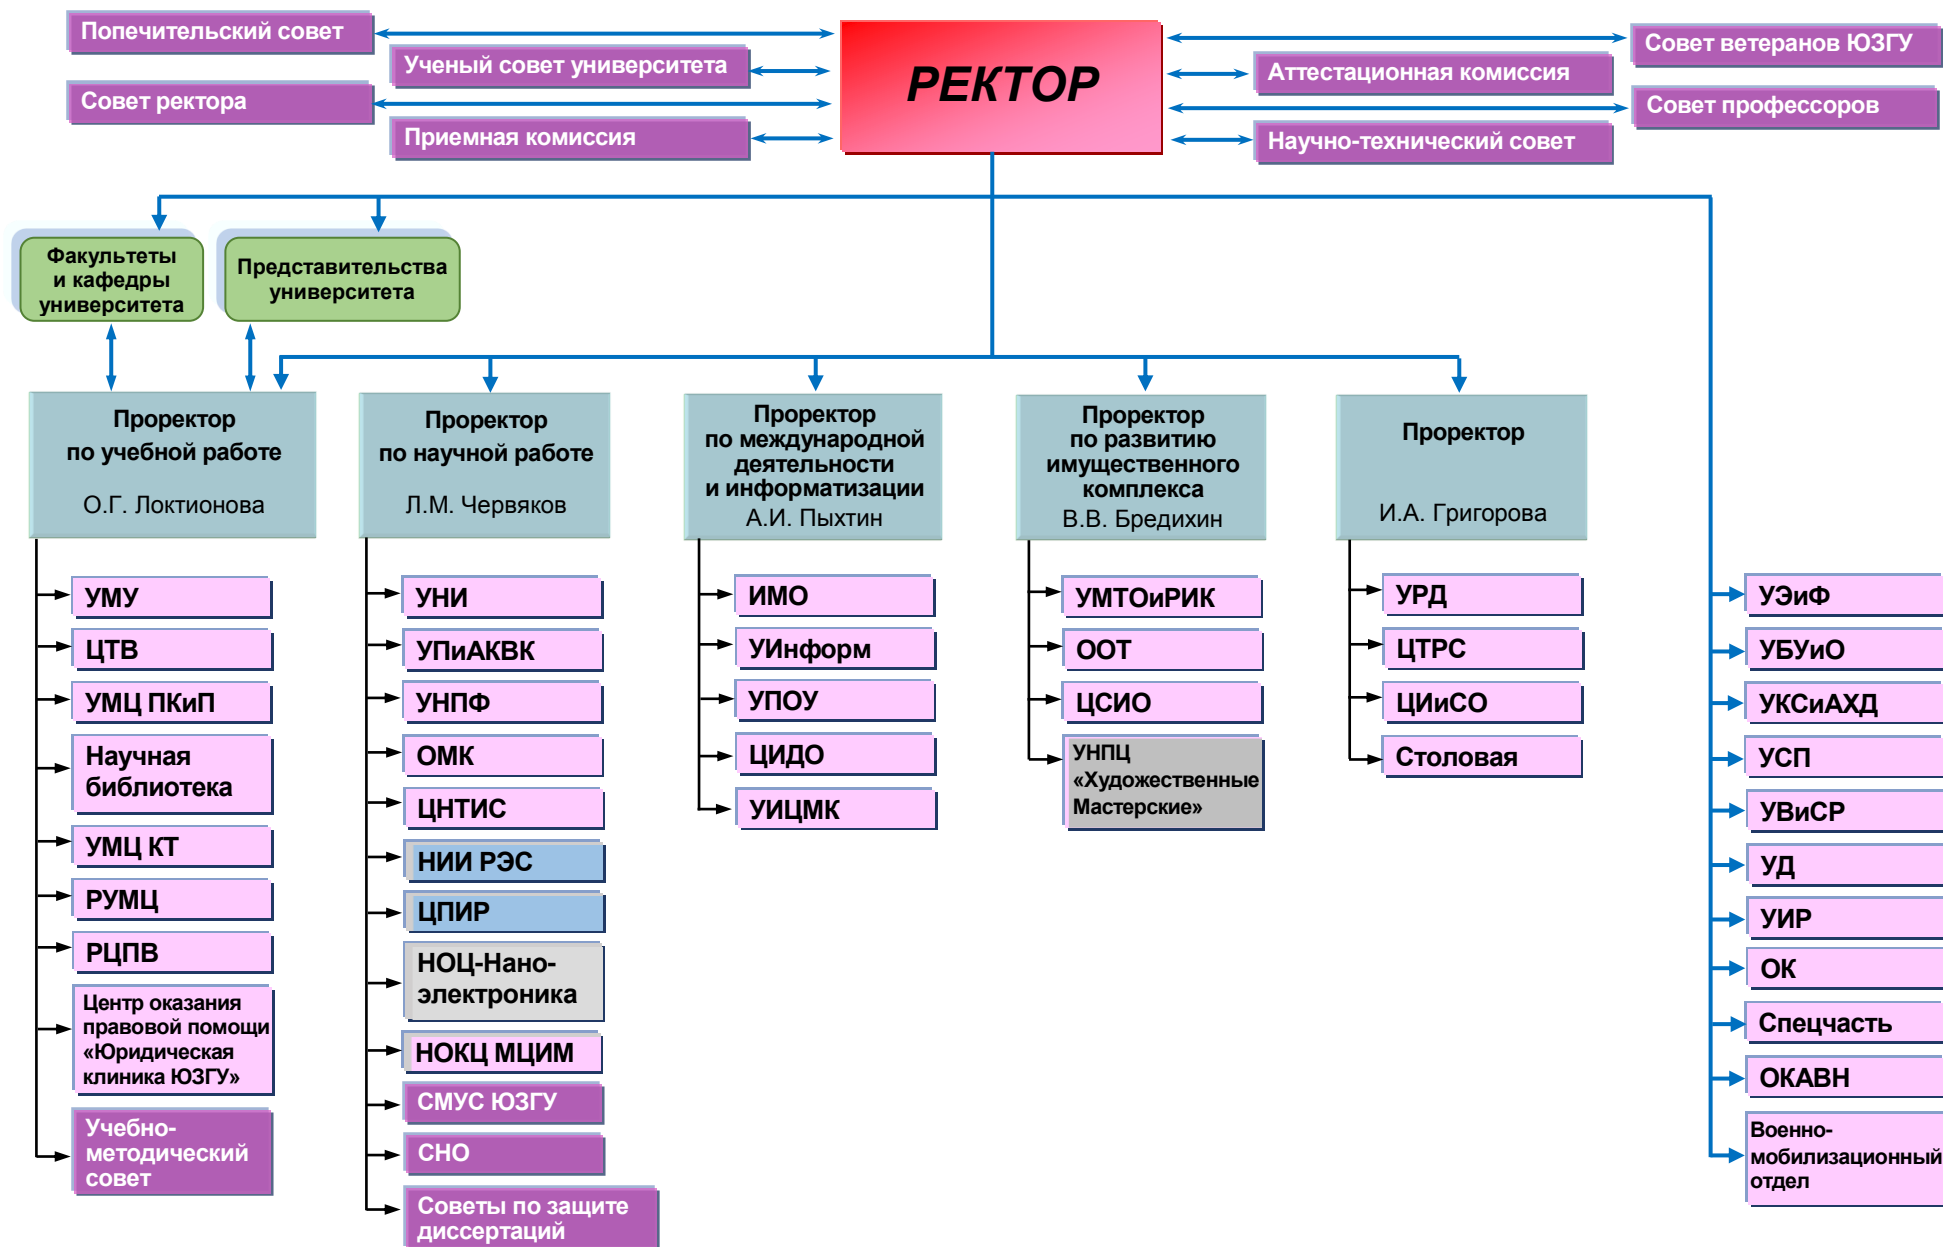 Попечительский совет
Ученый совет университета
Совет ректора
Приемная комиссия
РЕКТОР
Совет ветеранов ЮЗГУ
Аттестационная комиссия
Совет профессоров
Научно-технический совет
Факультеты
и кафедры
университета
Представительства
университета
Проректор
по учебной работе
О.Г. Локтионова
УМУ
ЦТВ
УМЦ ПКиП
Научная
библиотека
УМЦ КТ
РУМЦ
РЦПВ
Центр оказания
правовой помощи
«Юридическая
клиника ЮЗГУ»
Учебно-
методический
совет
Проректор
по научной работе
Л.М. Червяков
УНИ
УПиАКВК
УНПФ
ОМК
ЦНТИС
НИИ РЭС
ЦПИР
НОЦ-Нано-
электроника
НОКЦ МЦИМ
СМУС ЮЗГУ
СНО
Советы по защите
диссертаций
Проректор
по международной
деятельности
и информатизации
А.И. Пыхтин
ИМО
УИнформ
УПОУ
ЦИДО
УИЦМК
Проректор
по развитию
имущественного
комплекса
В.В. Бредихин
УМТОиРИК
ООТ
ЦСИО
УНПЦ
«Художественные
Мастерские»
Проректор
И.А. Григорова
УРД
ЦТРС
ЦИиСО
Столовая
УЭиФ
УБУиО
УКСиАХД
УСП
УВиСР
УД
УИР
ОК
Спецчасть
ОКАВН
Военно-
мобилизационный
отдел